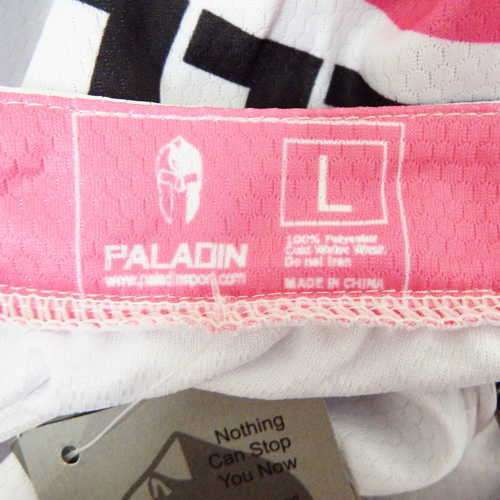 PALADIN
www.paladinsport.com
L
100% Polyester
Cold Water Wash
Do not Iron
MADE IN CHINA
Nothing
Can Stop
You Now